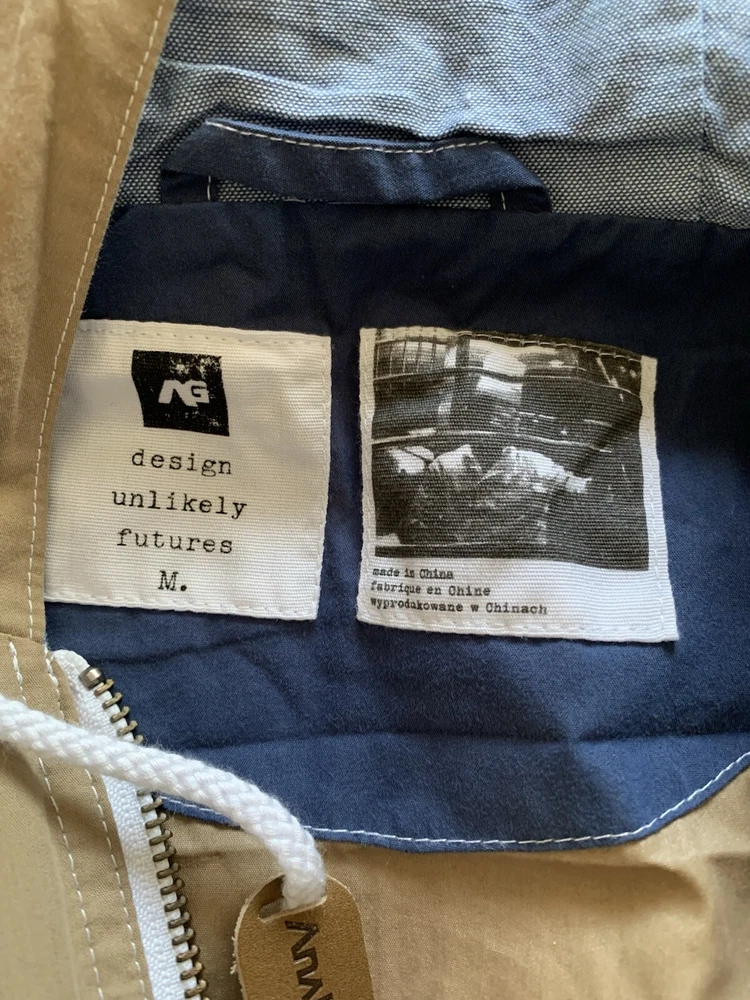 AG
design
unlikely
futures
M.
made in China
fabrique en Chine
wyprodukowane w Chinach